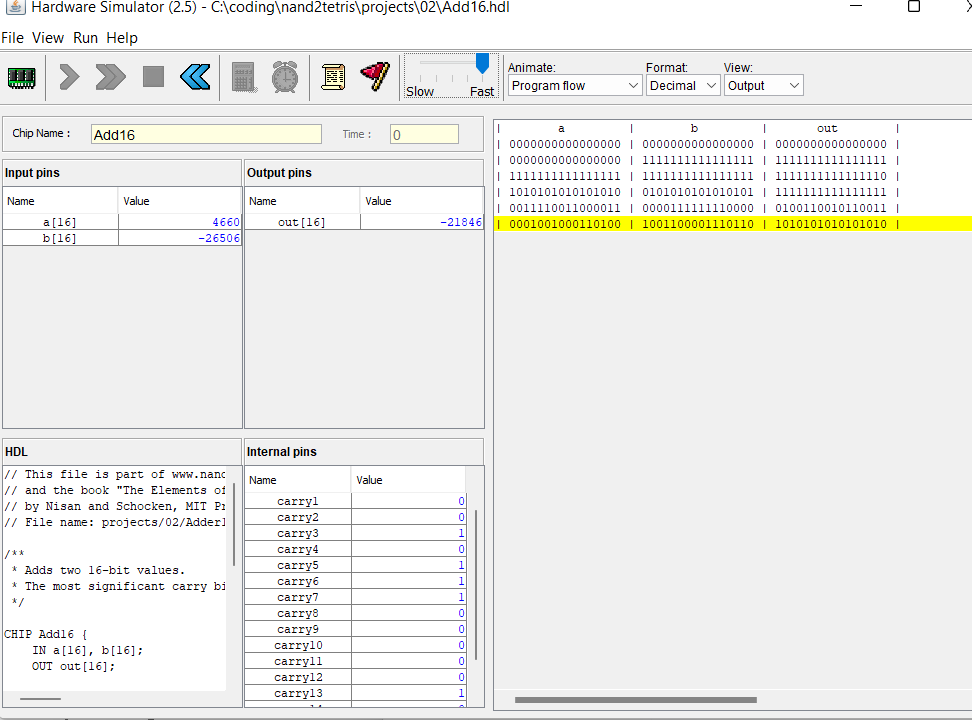 Hardware Simulator (2.5) - C:\coding\nand2tetris\projects\02\Add16.hdl
File View Run Help
Slow Fast
Animate: Format: View:
Program flow Decimal Output
Chip Name : Add16 Time : 0
Input pins
Name Value
a[16] 4660
b[16] -26506
Output pins
Name Value
out[16] -21846
HDL
// This file is part of www.nand
// and the book "The Elements of
// by Nisan and Schocken, MIT Pr
// File name: projects/02/Adder1
/**
* Adds two 16-bit values.
* The most significant carry bi
*/
CHIP Add16 {
IN a[16], b[16];
OUT out[16];
Internal pins
Name Value
carry1 0
carry2 0
carry3 1
carry4 0
carry5 1
carry6 1
carry7 1
carry8 0
carry9 0
carry10 0
carry11 0
carry12 0
carry13 1
| a | b | out |
| 0000000000000000 | 0000000000000000 | 0000000000000000 |
| 0000000000000000 | 1111111111111111 | 1111111111111111 |
| 1111111111111111 | 1111111111111111 | 1111111111111110 |
| 1010101010101010 | 0101010101010101 | 1111111111111111 |
| 0011110011000011 | 0000111111110000 | 0100110010110011 |
| 0001001000110100 | 1001100001110110 | 1010101010101010 |